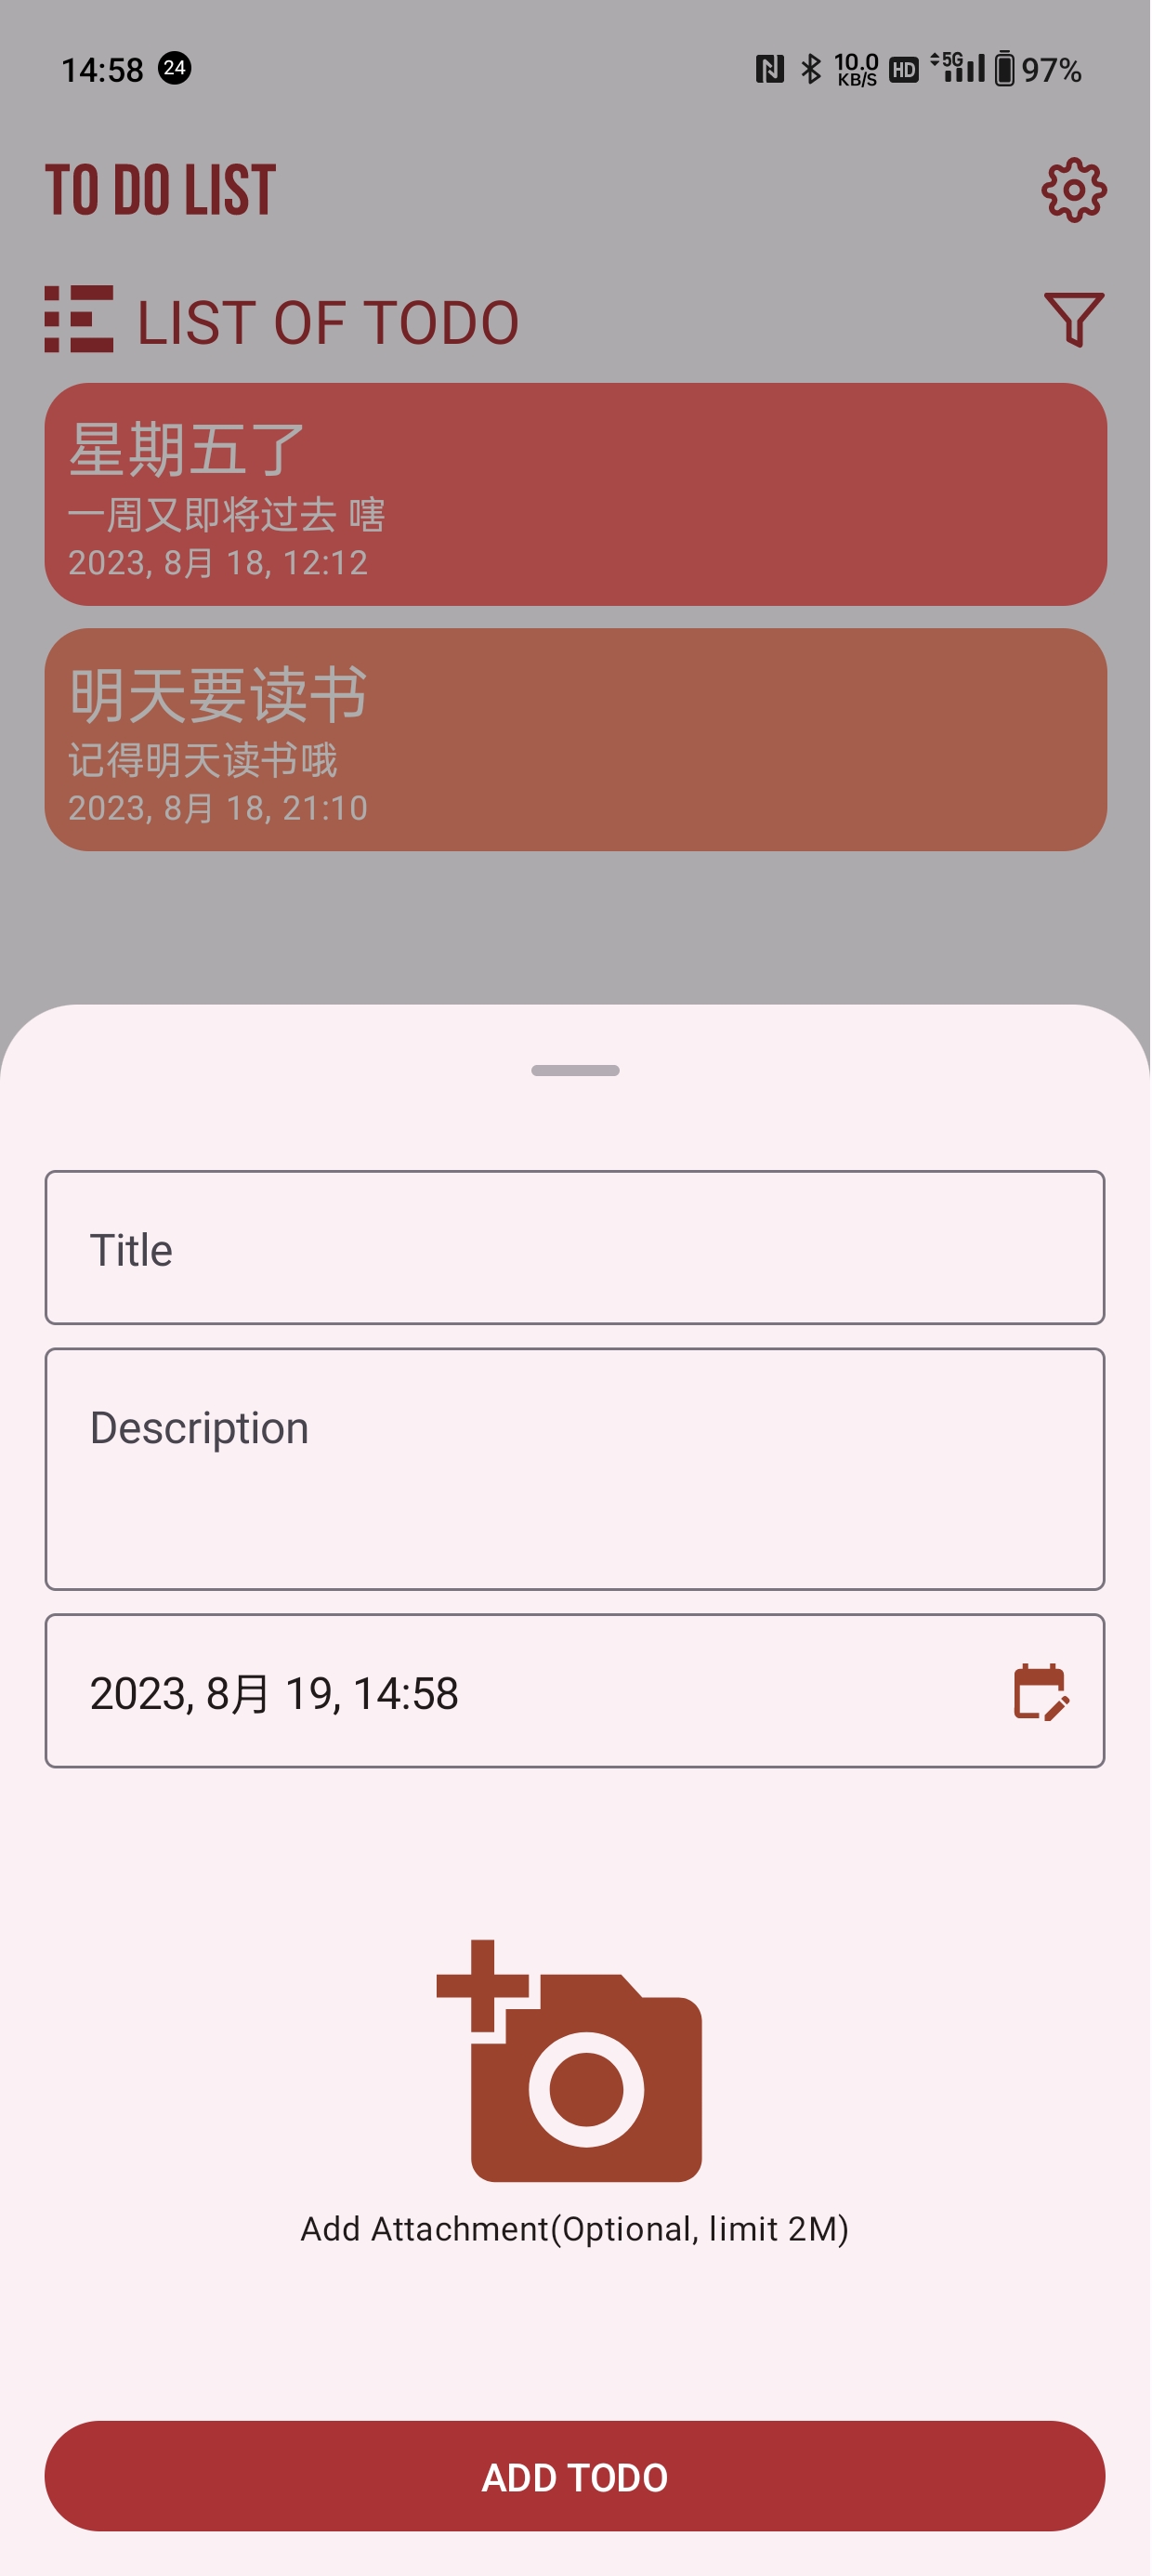 14:58 24 10.0 KB/S HD 5G 97%
TO DO LIST
LIST OF TODO
星期五了
一周又即将过去 嗐
2023, 8月 18, 12:12
明天要读书
记得明天读书哦
2023, 8月 18, 21:10
Title
Description
2023, 8月 19, 14:58
Add Attachment(Optional, limit 2M)
ADD TODO